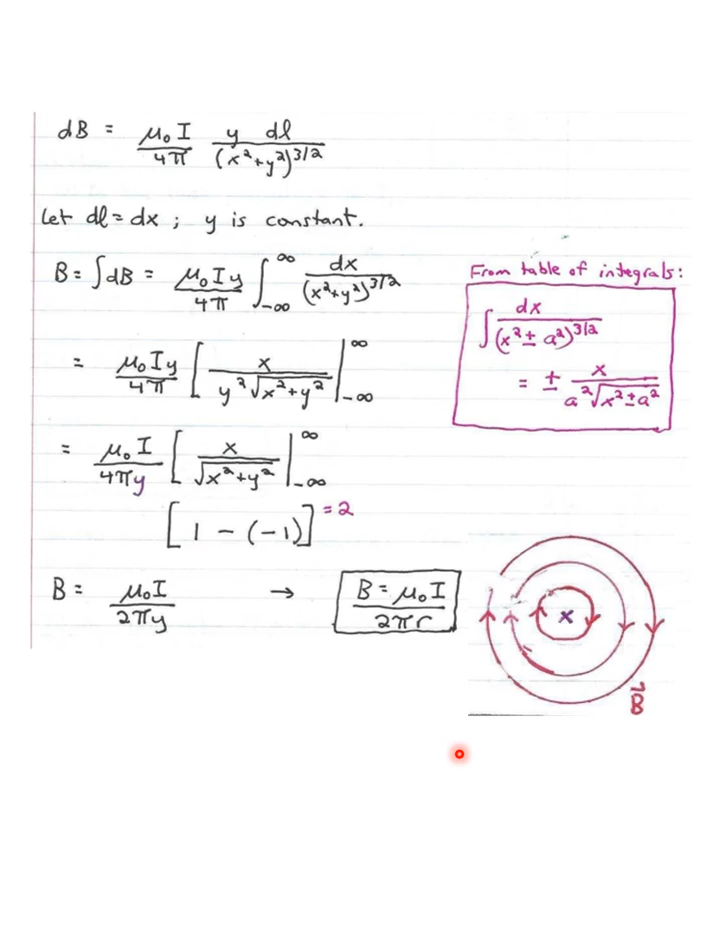 dB = μ₀I/4π y dl/(x²+y²)^3/2
Let dl = dx ; y is constant.
B = ∫dB = μ₀Iy/4π ∫_-∞^∞ dx/(x²+y²)^3/2
= μ₀Iy/4π [ x/y²√x²+y² |_-∞^∞
= μ₀I/4πy [ x/√x²+y² |_-∞^∞
[1 - (-1)] = 2
B = μ₀I/2πy → B = μ₀I/2πr
From table of integrals:
∫ dx/(x² ± a²)^3/2
= ± x/a²√x²±a²
x
B⃗